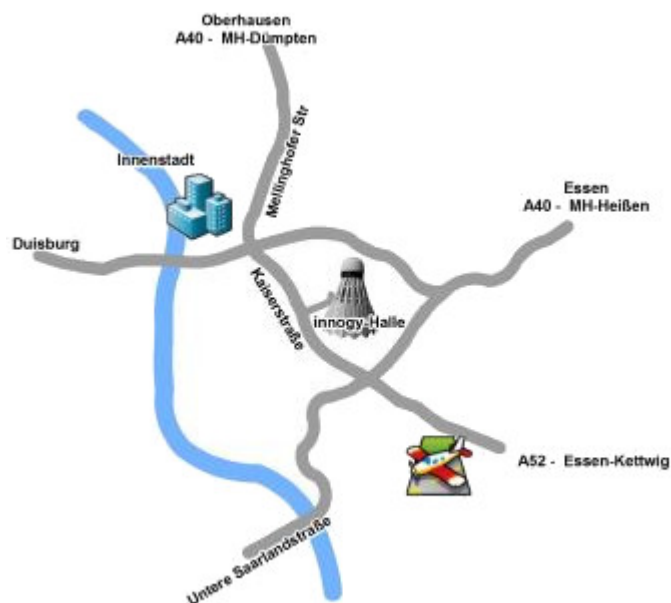 Oberhausen
A40 - MH-Dümpten
Mellinghofer Str
Innenstadt
Essen
A40 - MH-Heißen
Duisburg
Kaiserstraße
innogy-Halle
A52 - Essen-Kettwig
Untere Saarlandstraße